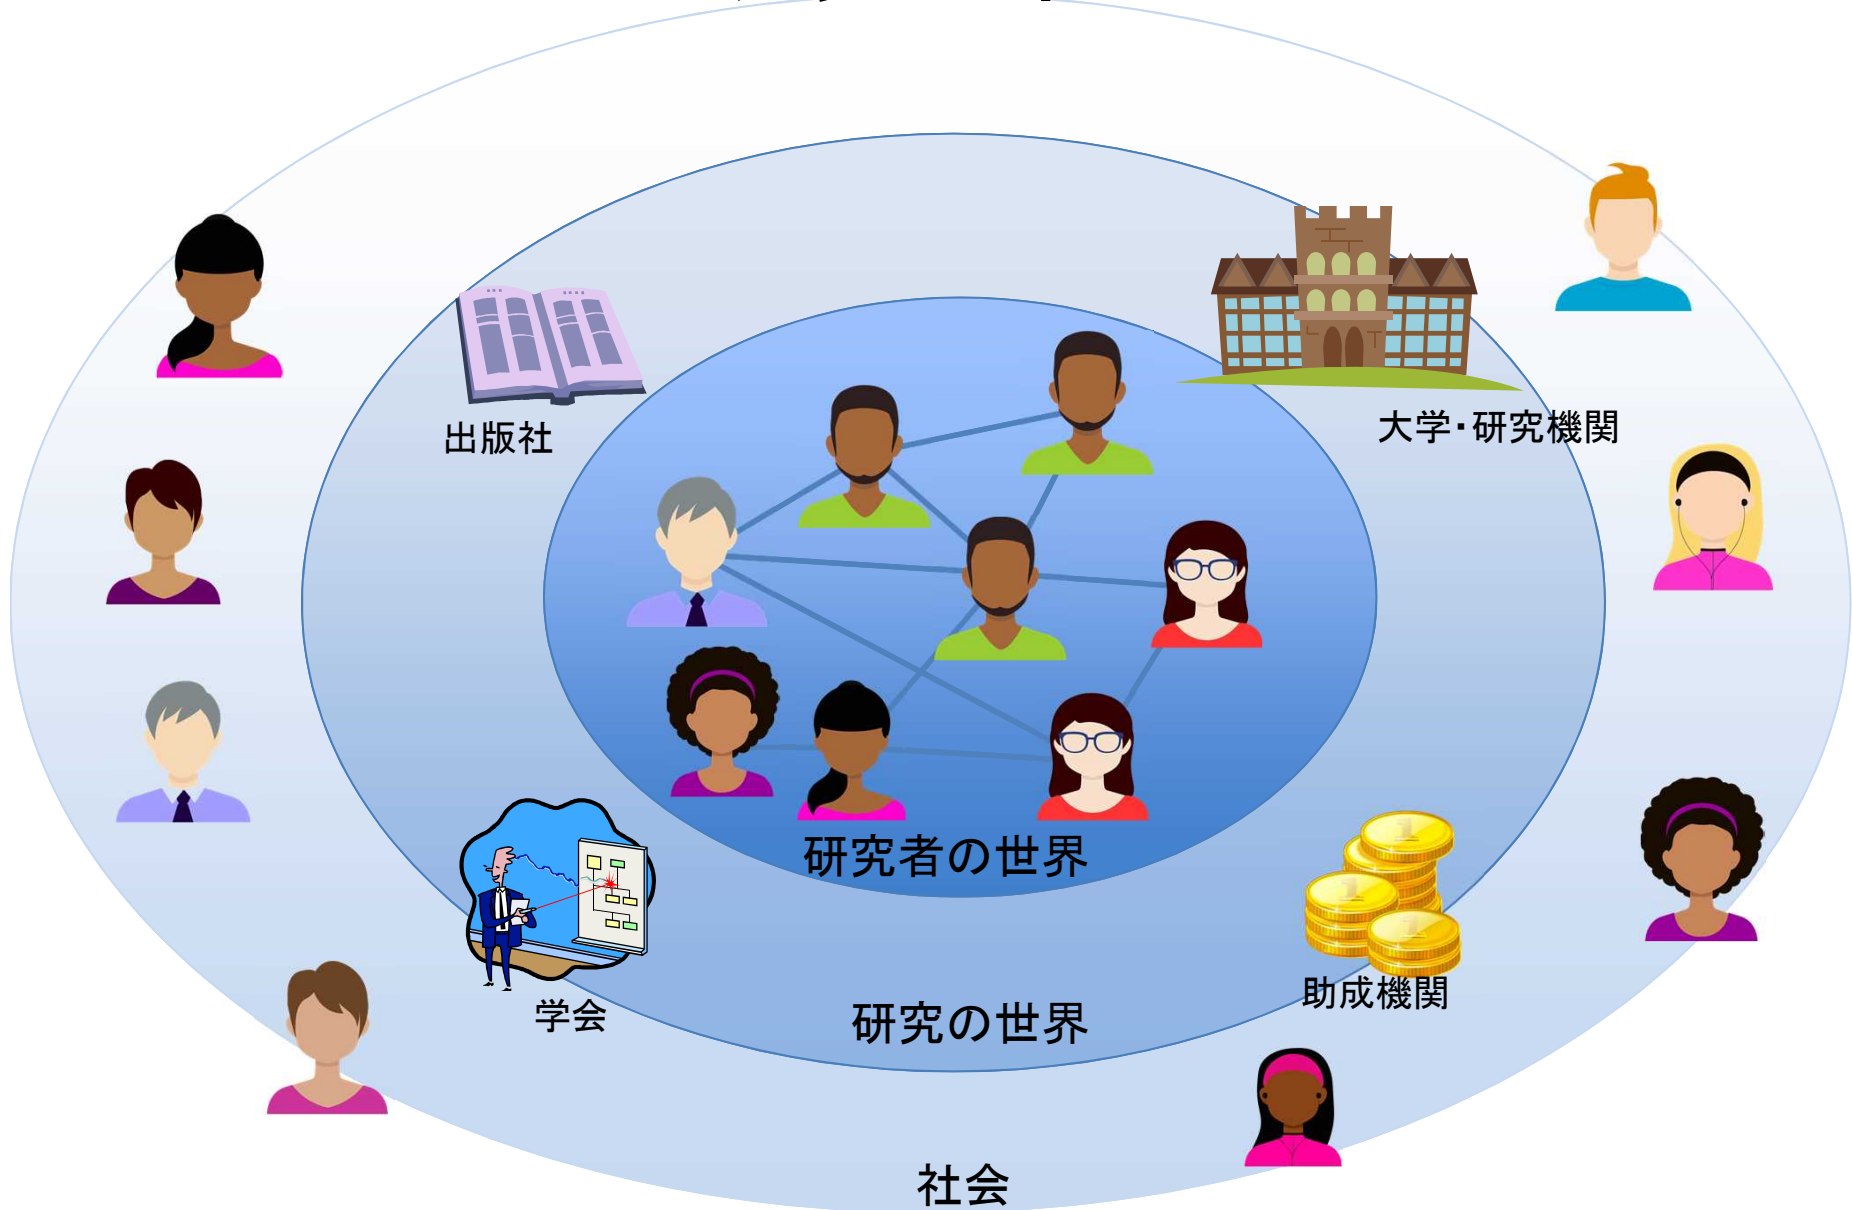 出版社
大学・研究機関
研究者の世界
学会
助成機関
研究の世界
社会